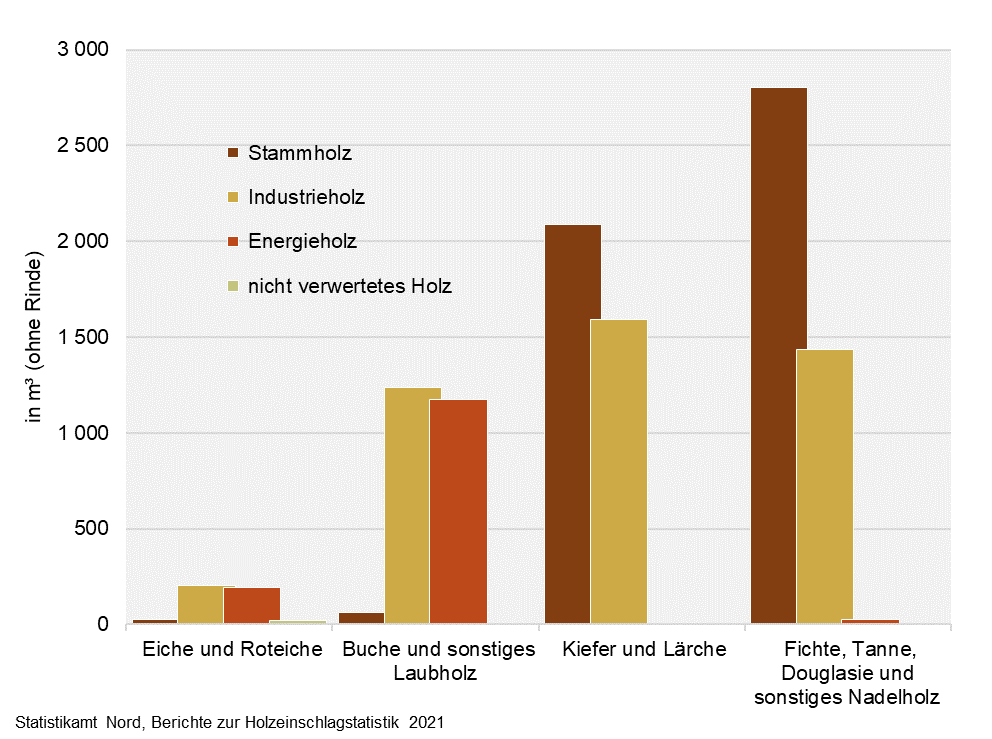 3 000
2 500
2 000
1 500
1 000
500
0
in m³ (ohne Rinde)
Stammholz
Industrieholz
Energieholz
nicht verwertetes Holz
Eiche und Roteiche
Buche und sonstiges
Laubholz
Kiefer und Lärche
Fichte, Tanne,
Douglasie und
sonstiges Nadelholz
Statistikamt Nord, Berichte zur Holzeinschlagstatistik 2021